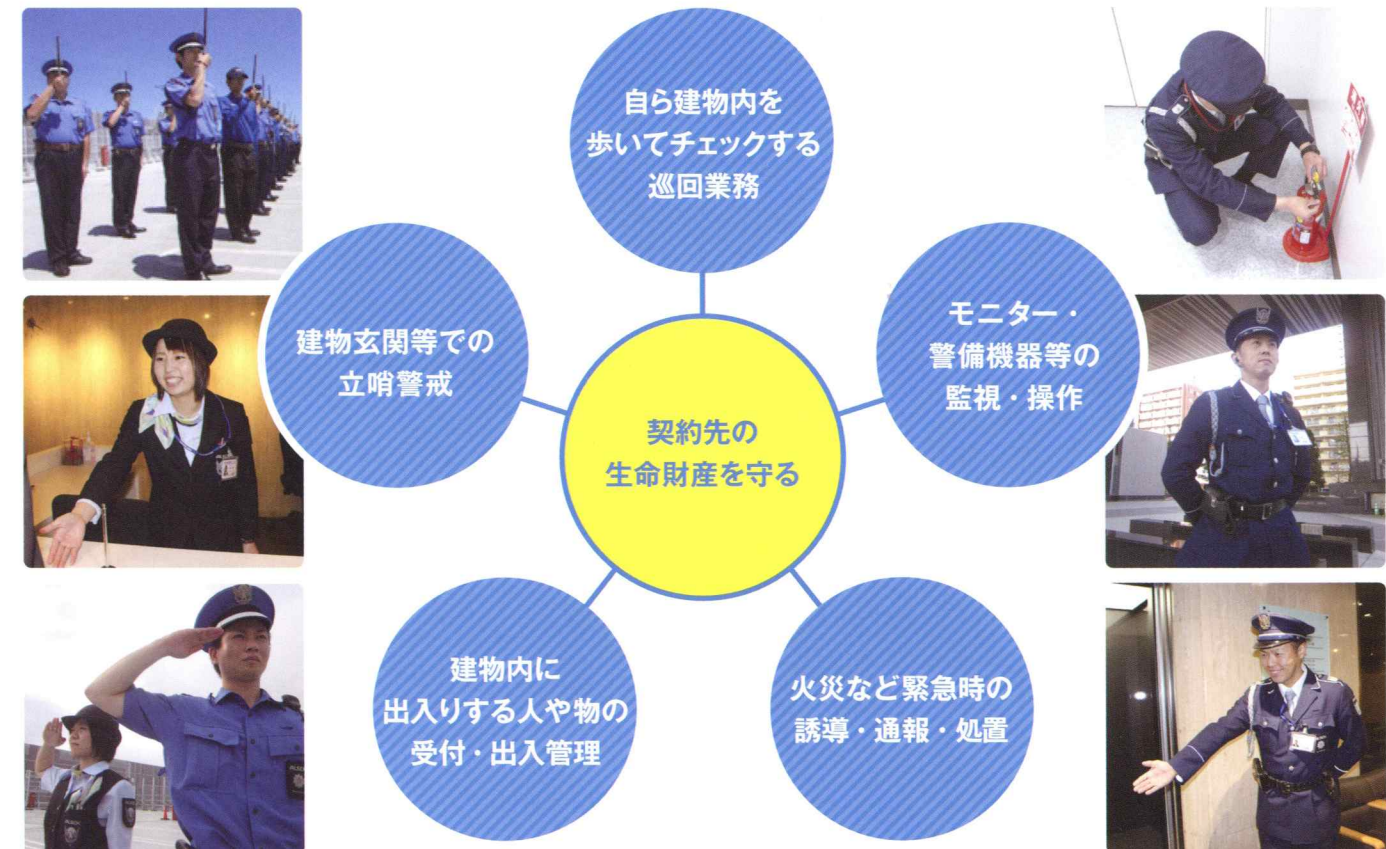 自ら建物内を
歩いてチェックする
巡回業務
建物玄関等での
立哨警戒
モニター・
警備機器等の
監視・操作
契約先の
生命財産を守る
建物内に
出入りする人や物の
受付・出入管理
火災など緊急時の
誘導・通報・処置